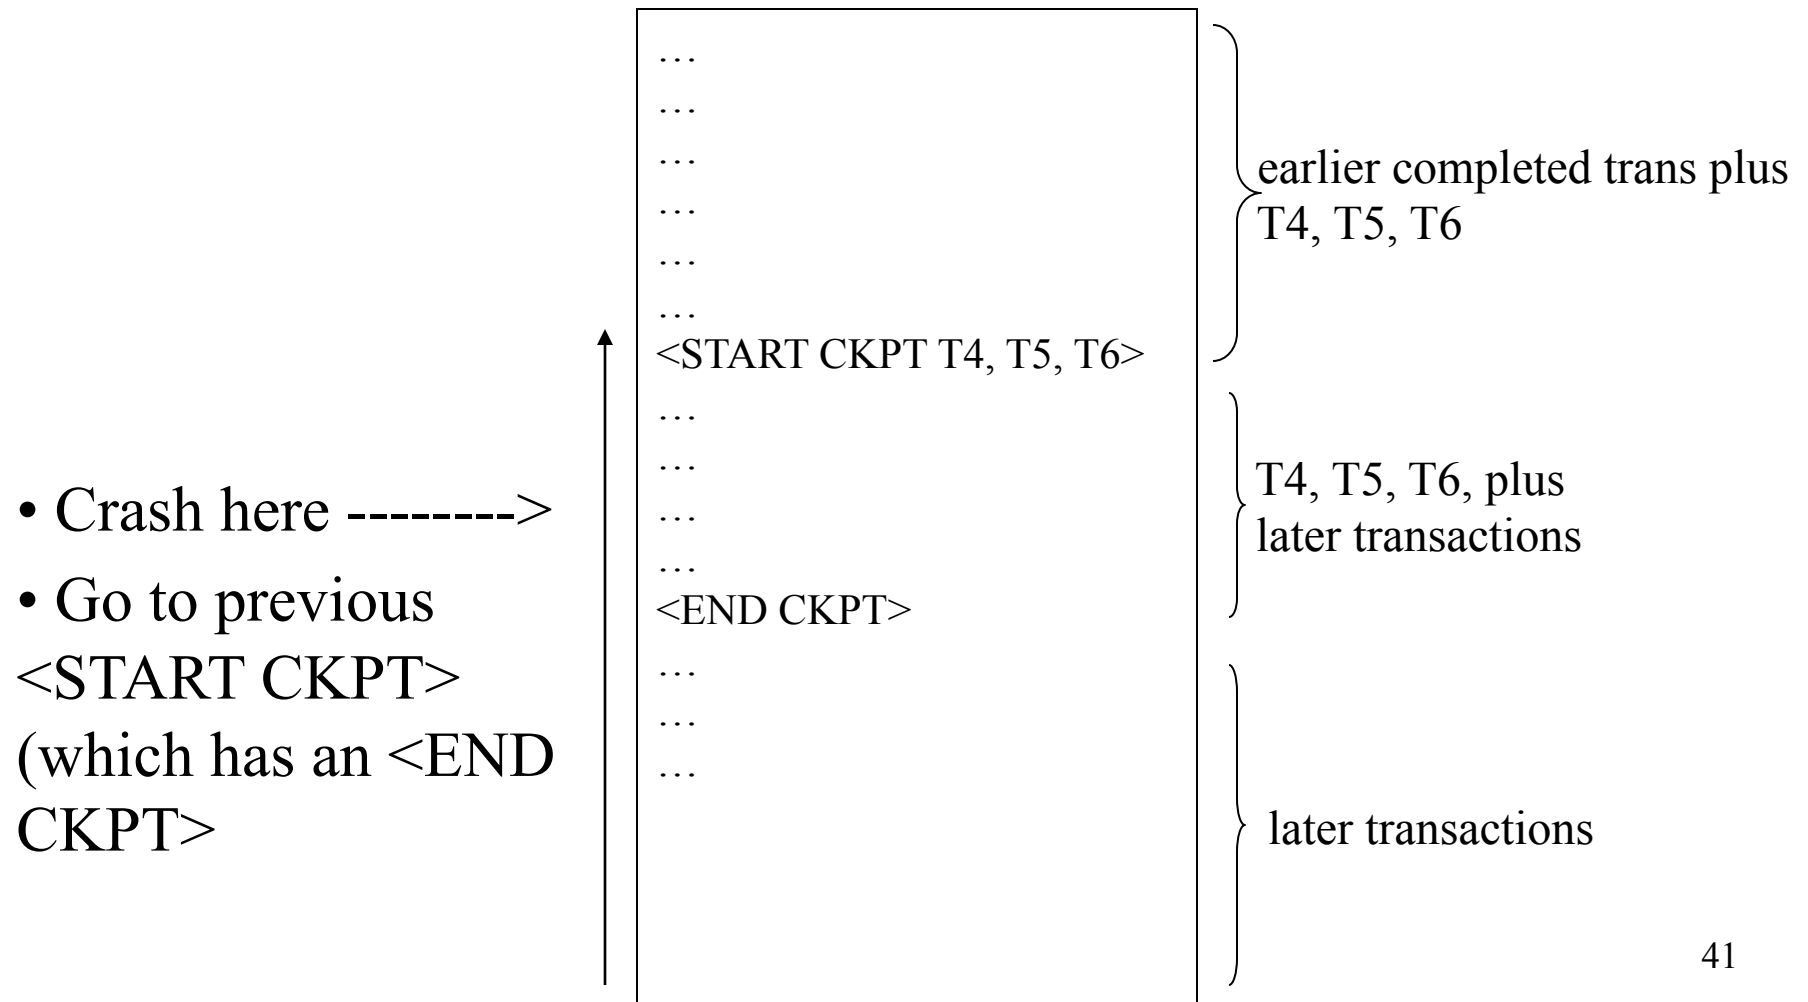 • Crash here -------->
• Go to previous
<START CKPT>
(which has an <END
CKPT>
…
…
…
…
…
…
<START CKPT T4, T5, T6>
…
…
…
…
<END CKPT>
…
…
…
earlier completed trans plus
T4, T5, T6
T4, T5, T6, plus
later transactions
later transactions
41